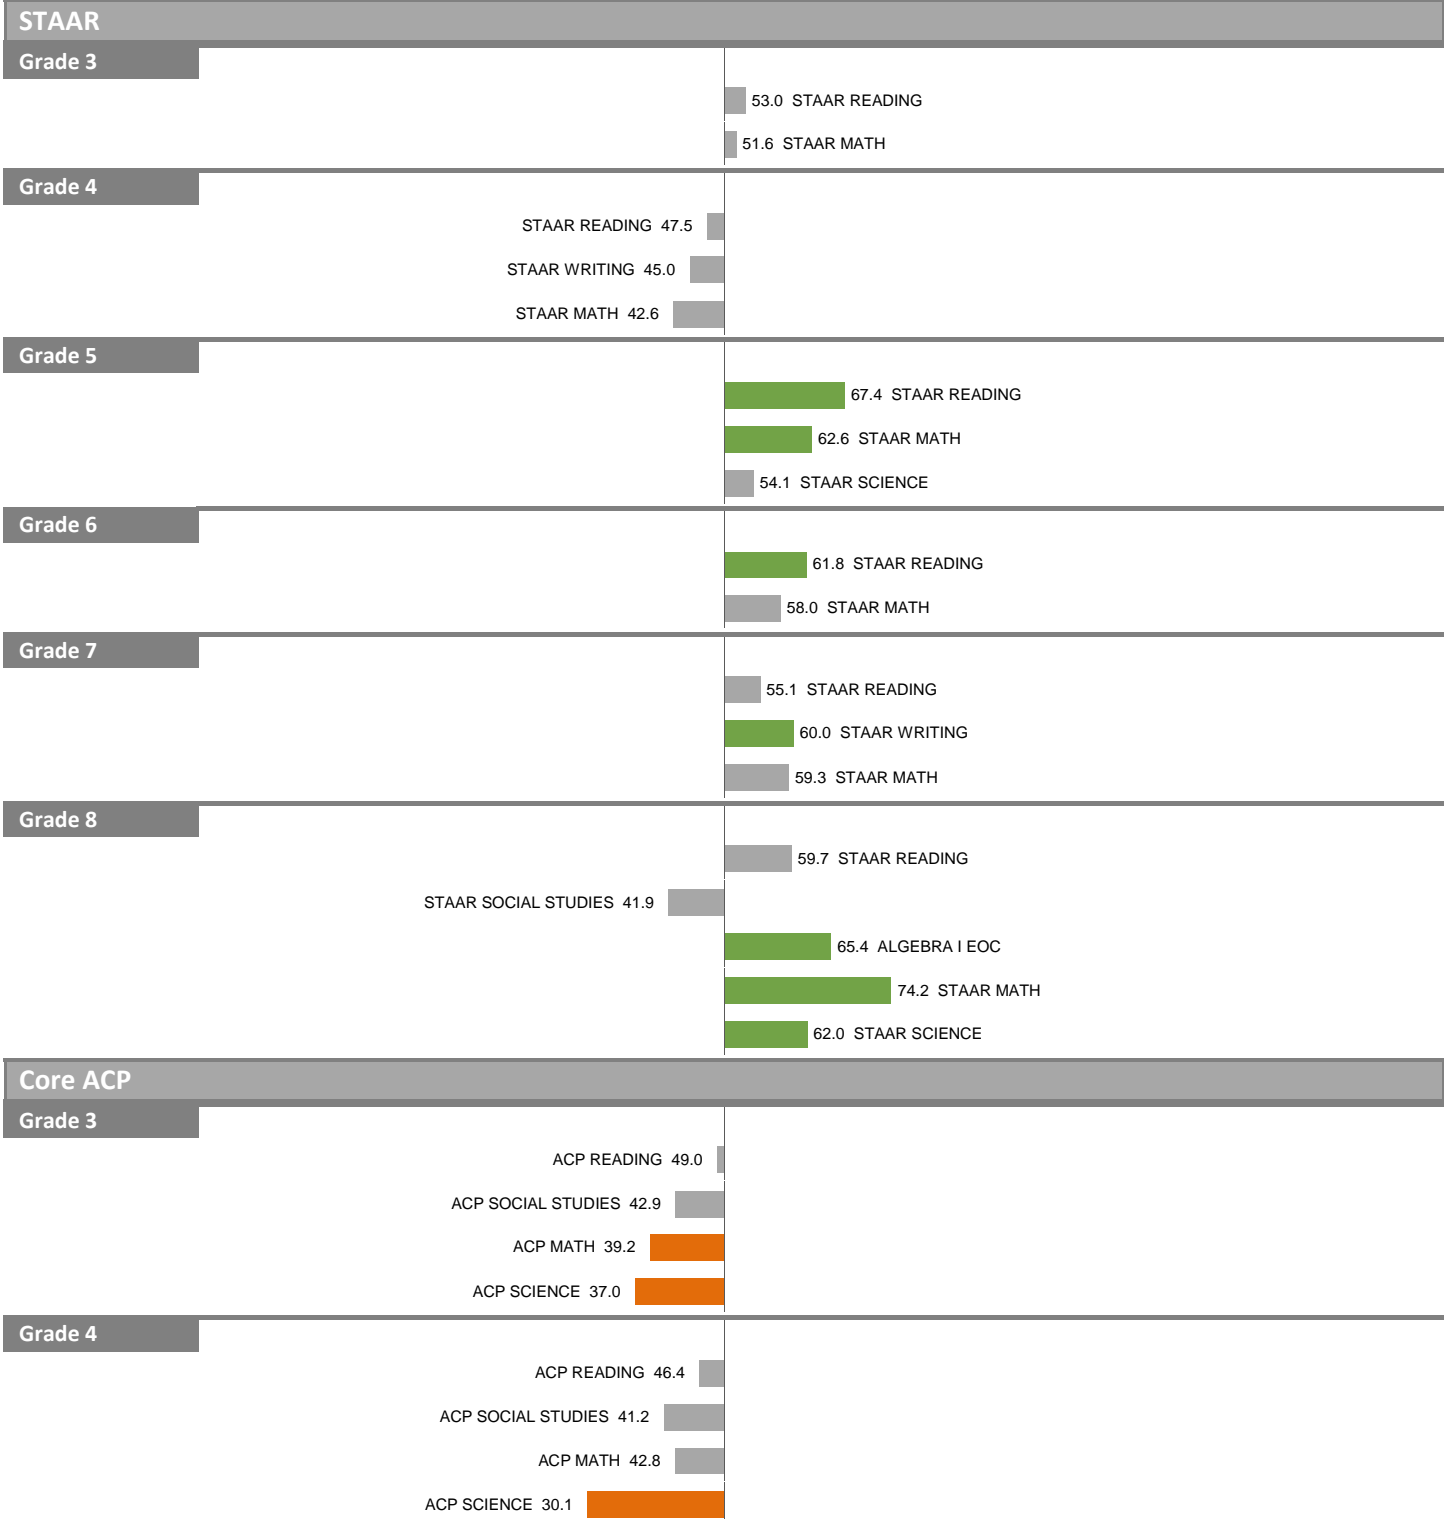 STAAR
Grade 3
53.0 STAAR READING
51.6 STAAR MATH
Grade 4
STAAR READING 47.5
STAAR WRITING 45.0
STAAR MATH 42.6
Grade 5
67.4 STAAR READING
62.6 STAAR MATH
54.1 STAAR SCIENCE
Grade 6
61.8 STAAR READING
58.0 STAAR MATH
Grade 7
55.1 STAAR READING
60.0 STAAR WRITING
59.3 STAAR MATH
Grade 8
59.7 STAAR READING
STAAR SOCIAL STUDIES 41.9
65.4 ALGEBRA I EOC
74.2 STAAR MATH
62.0 STAAR SCIENCE
Core ACP
Grade 3
ACP READING 49.0
ACP SOCIAL STUDIES 42.9
ACP MATH 39.2
ACP SCIENCE 37.0
Grade 4
ACP READING 46.4
ACP SOCIAL STUDIES 41.2
ACP MATH 42.8
ACP SCIENCE 30.1